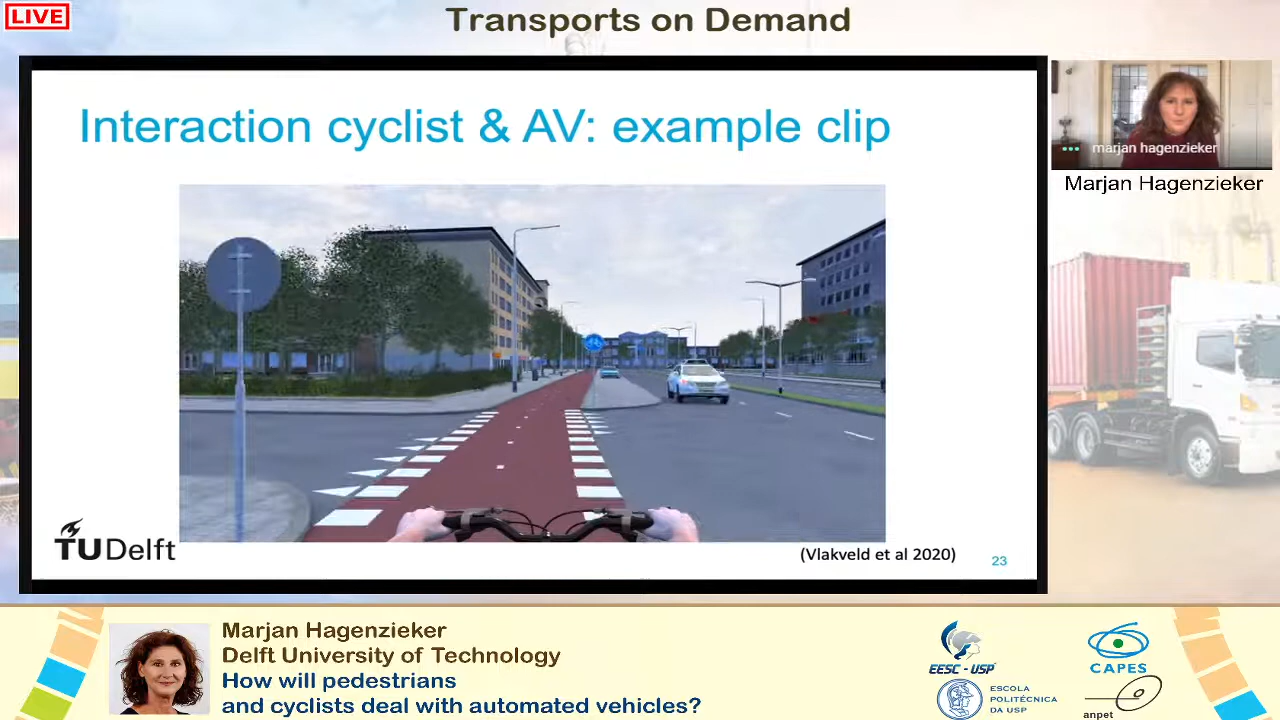 LIVE
Transports on Demand
Interaction cyclist & AV: example clip
marjan hagenzieker
Marjan Hagenzieker
TUDelft
(Vlakveld et al 2020)
23
Marjan Hagenzieker
Delft University of Technology
How will pedestrians
and cyclists deal with automated vehicles?
EESC - USP
CAPES
ESCOLA
POLITÉCNICA
DA USP
anpet